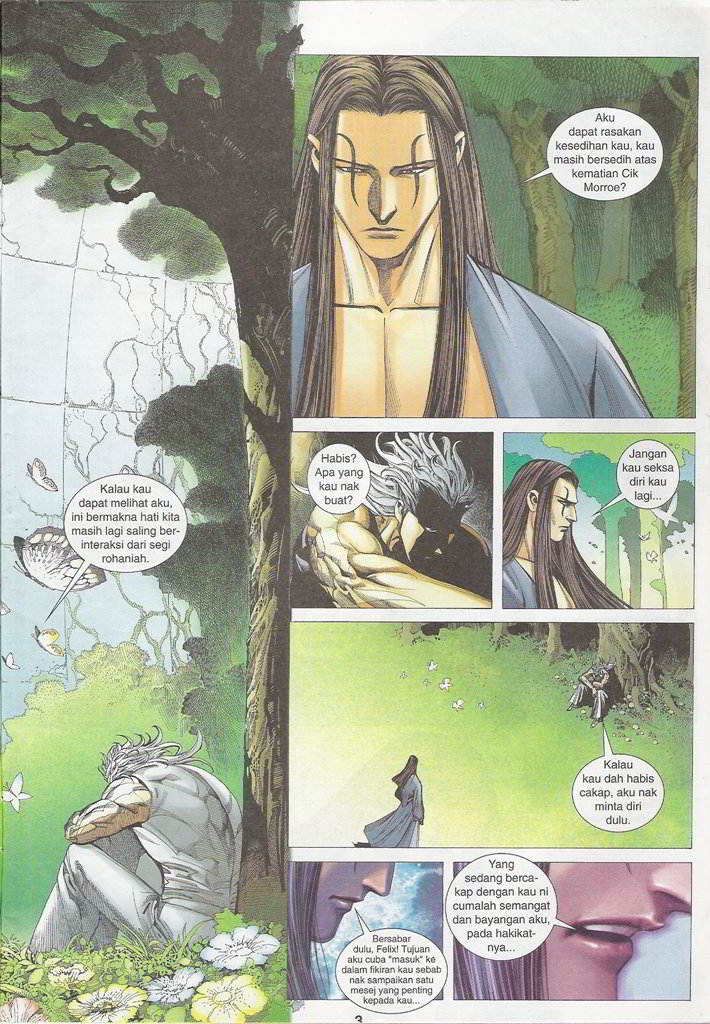 Kalau kau
dapat melihat aku,
ini bermakna hati kita
masih lagi saling ber-
interaksi dari segi
rohaniah.
Aku
dapat rasakan
kesedihan kau, kau
masih bersedih atas
kematian Cik
Morroe?
Habis?
Apa yang
kau nak
buat?
Jangan
kau seksa
diri kau
lagi...
Kalau
kau dah habis
cakap, aku nak
minta diri
dulu.
Bersabar
dulu, Felix! Tujuan
aku cuba "masuk" ke
dalam fikiran kau sebab
nak sampaikan satu
mesej yang penting
kepada kau...
Yang
sedang berca-
kap dengan kau ni
cumalah semangat
dan bayangan aku,
pada hakikat-
nya...
3